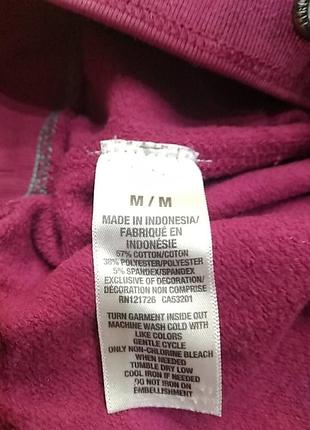 M / M
MADE IN INDONESIA/
FABRIQUÉ EN
INDONÉSIE
57% COTTON/COTON
38% POLYESTER/POLYESTER
5% SPANDEX/SPANDEX
EXCLUSIVE OF DECORATION/
DÉCORATION NON COMPRISE
RN121726 CA53201
TURN GARMENT INSIDE OUT
MACHINE WASH COLD WITH
LIKE COLORS
GENTLE CYCLE
ONLY NON-CHLORINE BLEACH
WHEN NEEDED
TUMBLE DRY LOW
COOL IRON IF NEEDED
DO NOT IRON ON
EMBELLISHMENT